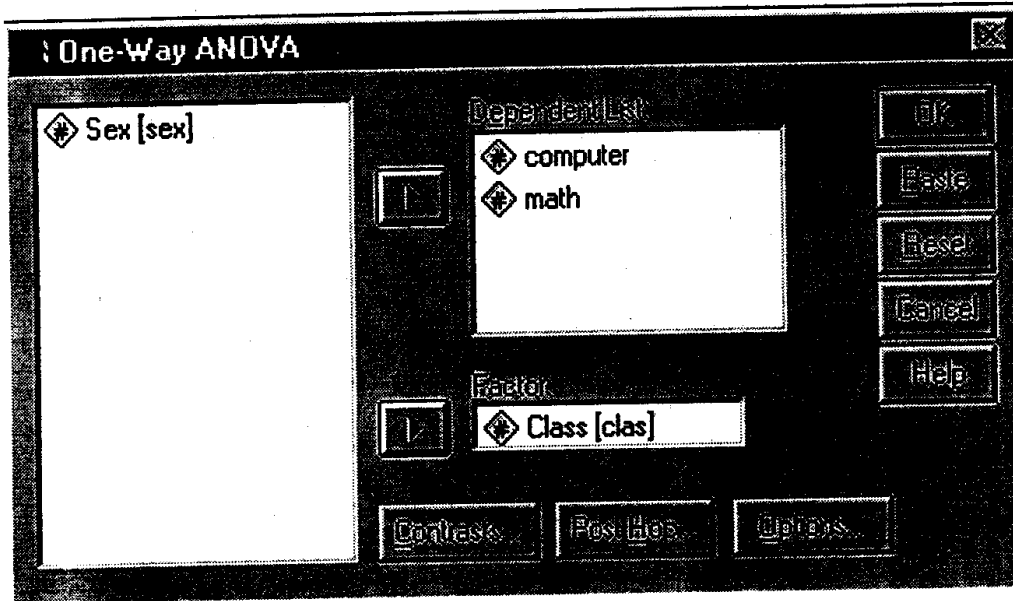 One-Way ANOVA
Sex [sex]
Dependent List
computer
math
Factor
Class [clas]
OK
Paste
Reset
Cancel
Help
Contrasts...
Post Hoc...
Options...